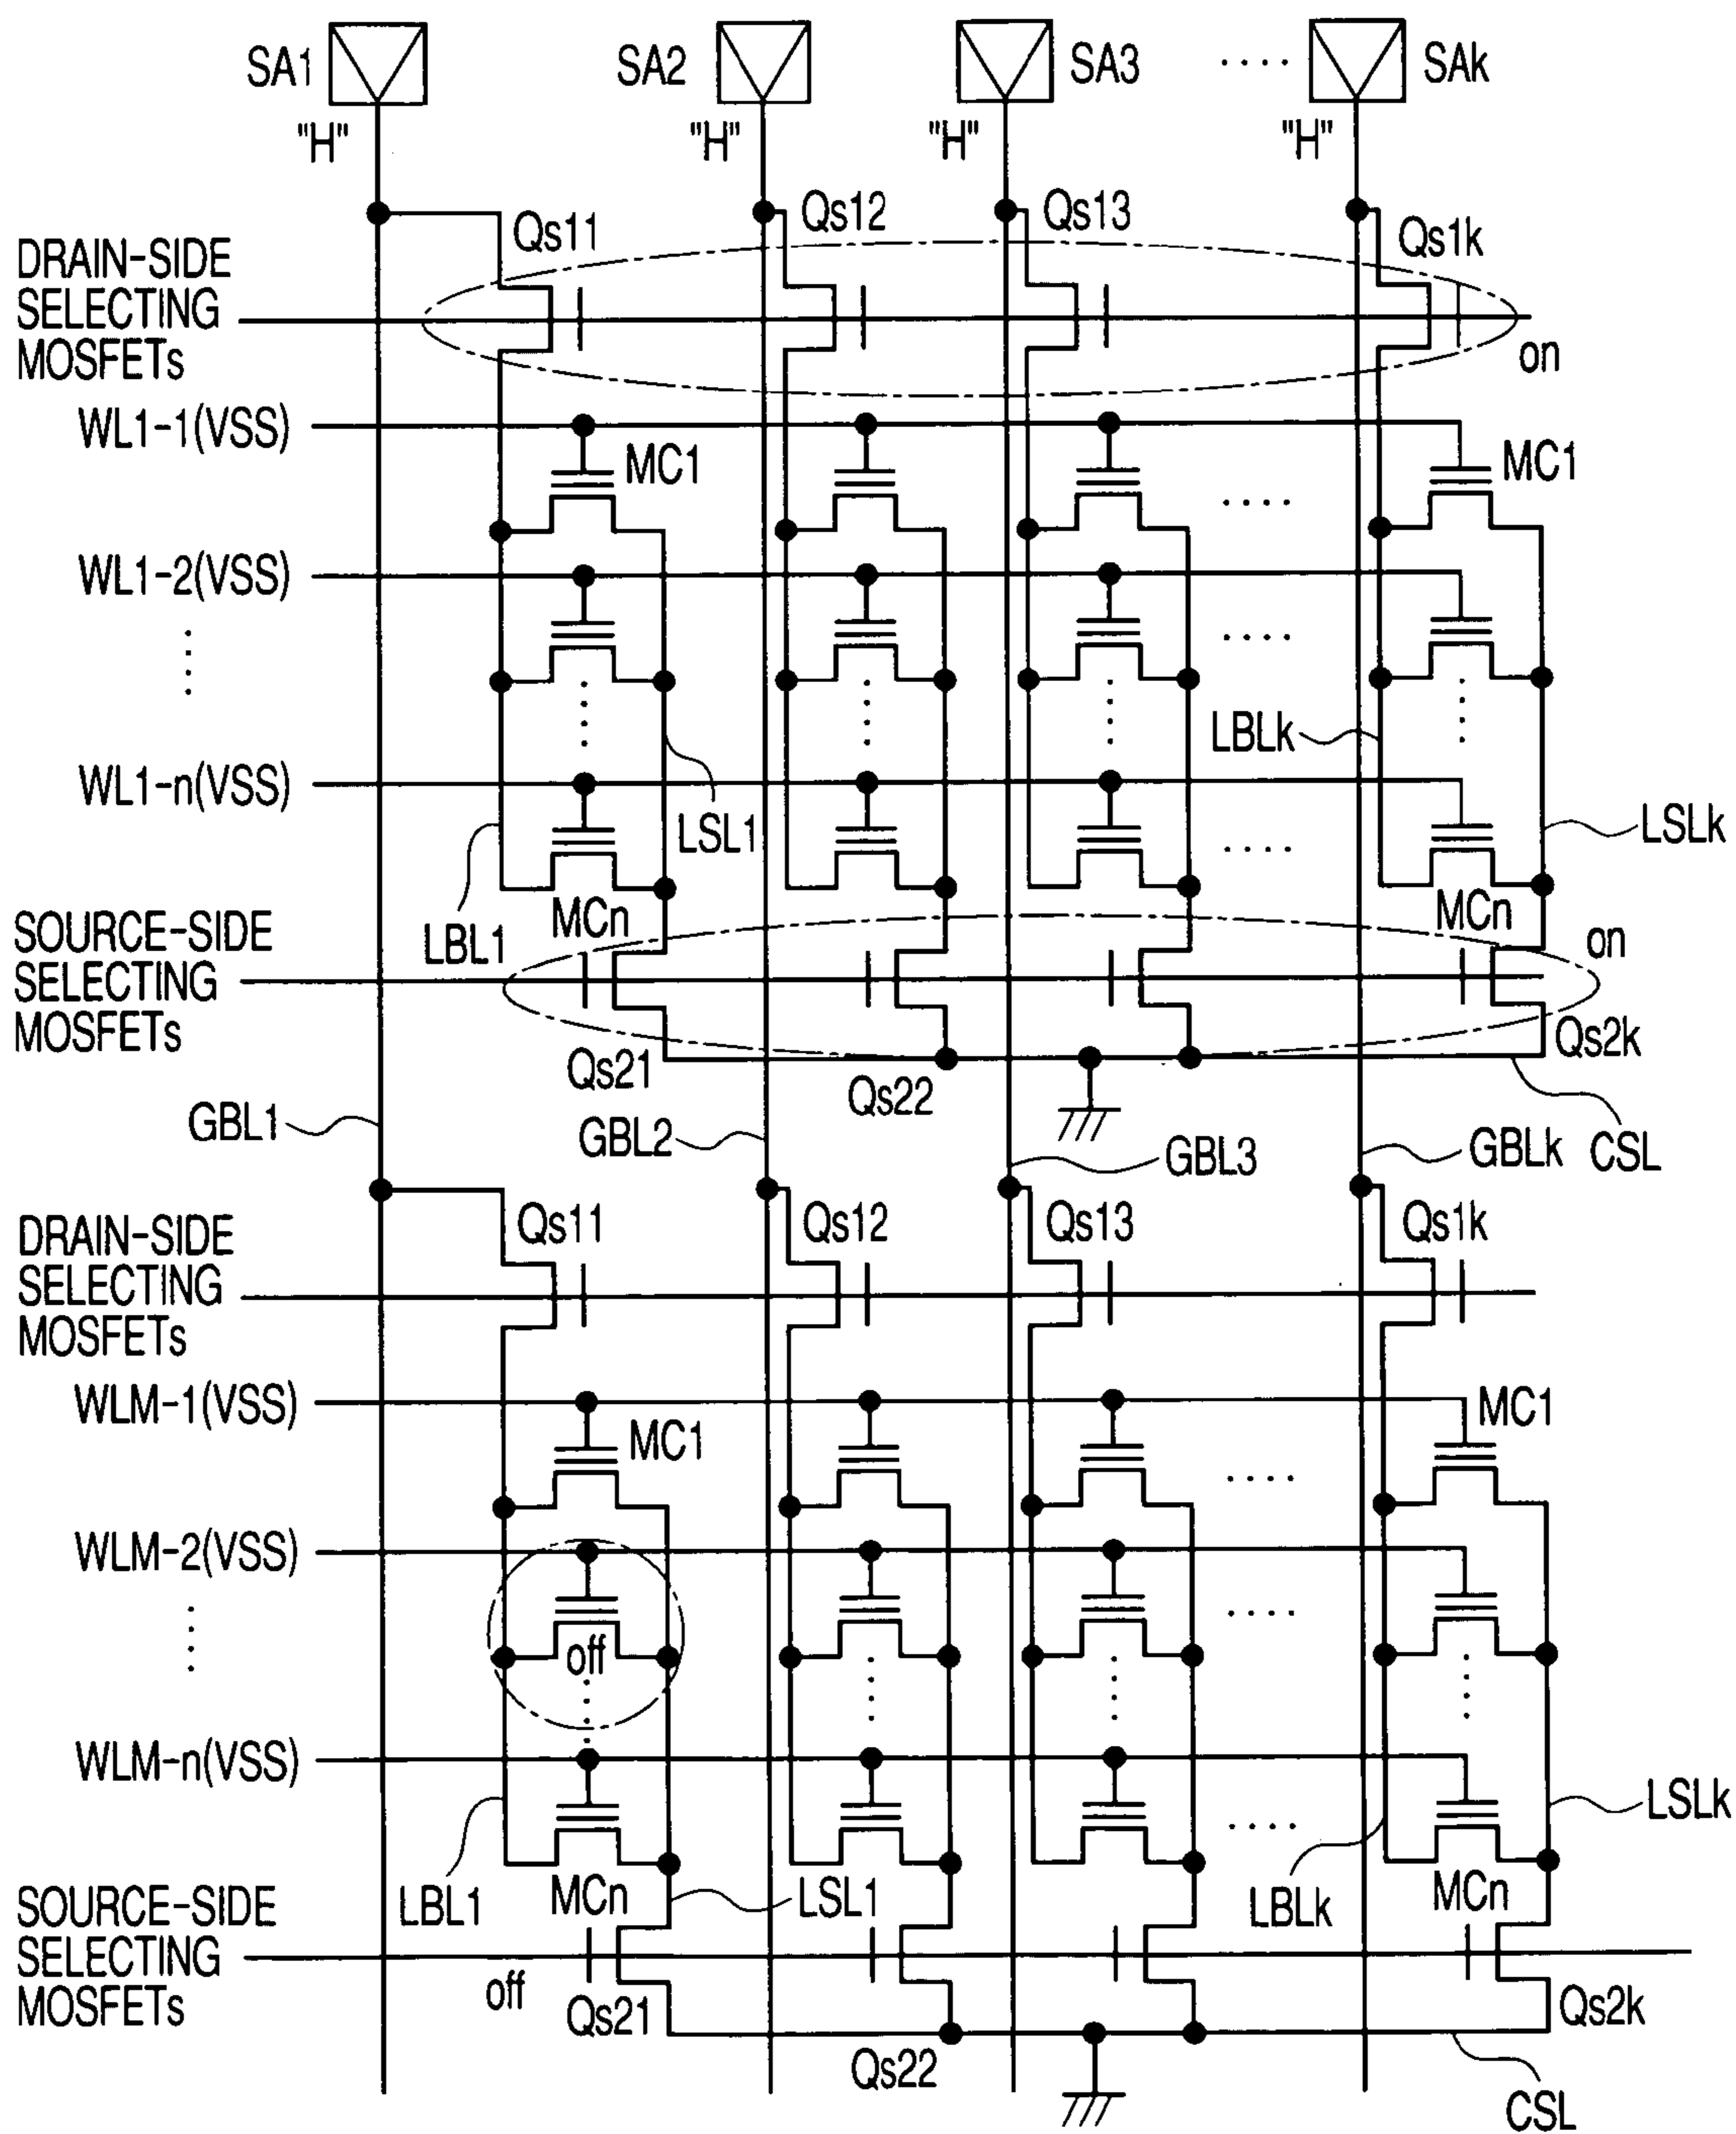 SA1 SA2 SA3 .... SAk
"H" "H" "H" "H"
Qs11 Qs12 Qs13 Qs1k
DRAIN-SIDE
SELECTING
MOSFETs
on
WL1-1(VSS)
MC1 MC1
....
WL1-2(VSS)
....
LBLk
WL1-n(VSS)
LSL1 LSLk
....
MCn MCn
LBL1
SOURCE-SIDE
SELECTING
MOSFETs
on
Qs21 Qs22 Qs2k
GBL1 GBL2 GBL3 GBLk CSL
Qs11 Qs12 Qs13 Qs1k
DRAIN-SIDE
SELECTING
MOSFETs
WLM-1(VSS)
MC1 MC1
....
WLM-2(VSS)
....
off
WLM-n(VSS)
LSLk
....
LBL1 MCn LSL1 LBLk MCn
SOURCE-SIDE
SELECTING
MOSFETs
off
Qs21 Qs22 Qs2k
CSL